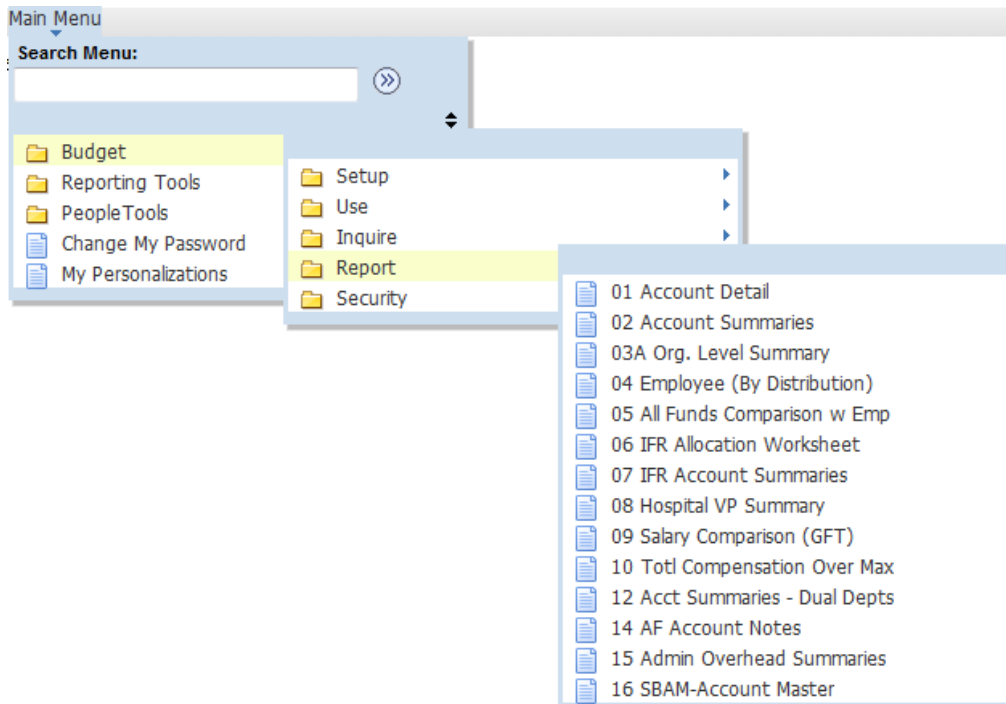 Main Menu
Search Menu:
Budget
Reporting Tools
PeopleTools
Change My Password
My Personalizations
Setup
Use
Inquire
Report
Security
01 Account Detail
02 Account Summaries
03A Org. Level Summary
04 Employee (By Distribution)
05 All Funds Comparison w Emp
06 IFR Allocation Worksheet
07 IFR Account Summaries
08 Hospital VP Summary
09 Salary Comparison (GFT)
10 Totl Compensation Over Max
12 Acct Summaries - Dual Depts
14 AF Account Notes
15 Admin Overhead Summaries
16 SBAM-Account Master